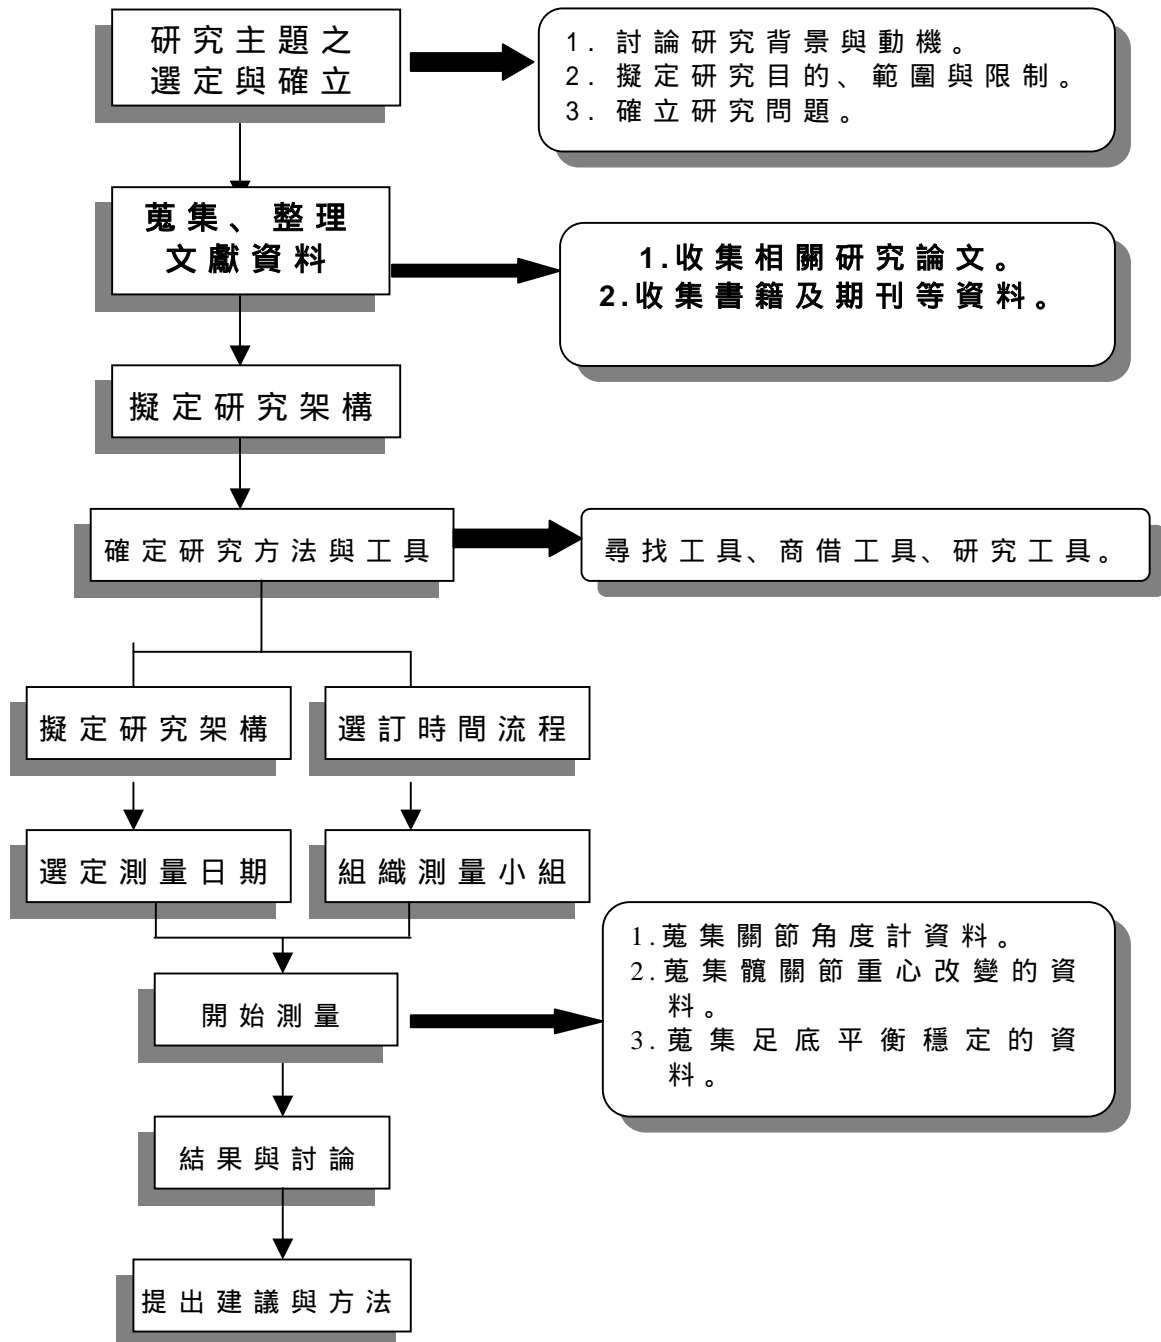 研究主題之
選定與確立
1. 討論研究背景與動機。
2. 擬定研究目的、範圍與限制。
3. 確立研究問題。
蒐集、整理
文獻資料
1.收集相關研究論文。
2.收集書籍及期刊等資料。
擬定研究架構
確定研究方法與工具
尋找工具、商借工具、研究工具。
擬定研究架構
選訂時間流程
選定測量日期
組織測量小組
開始測量
1.蒐集關節角度計資料。
2.蒐集髖關節重心改變的資
料。
3.蒐集足底平衡穩定的資
料。
結果與討論
提出建議與方法